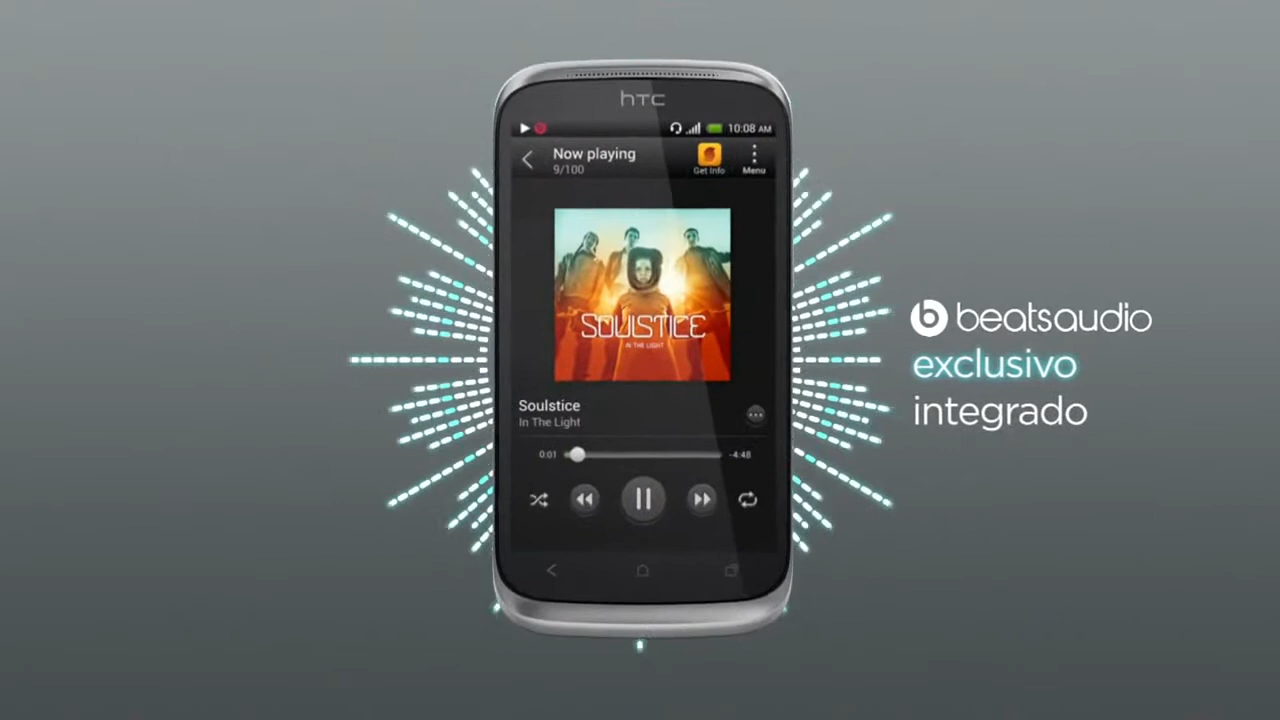 hTC
10:08 AM
Now playing
9/100
Get Info
Menu
SOULSTICE
IN THE LIGHT
Soulstice
In The Light
0:01
-4:48
beatsaudio
exclusivo
integrado